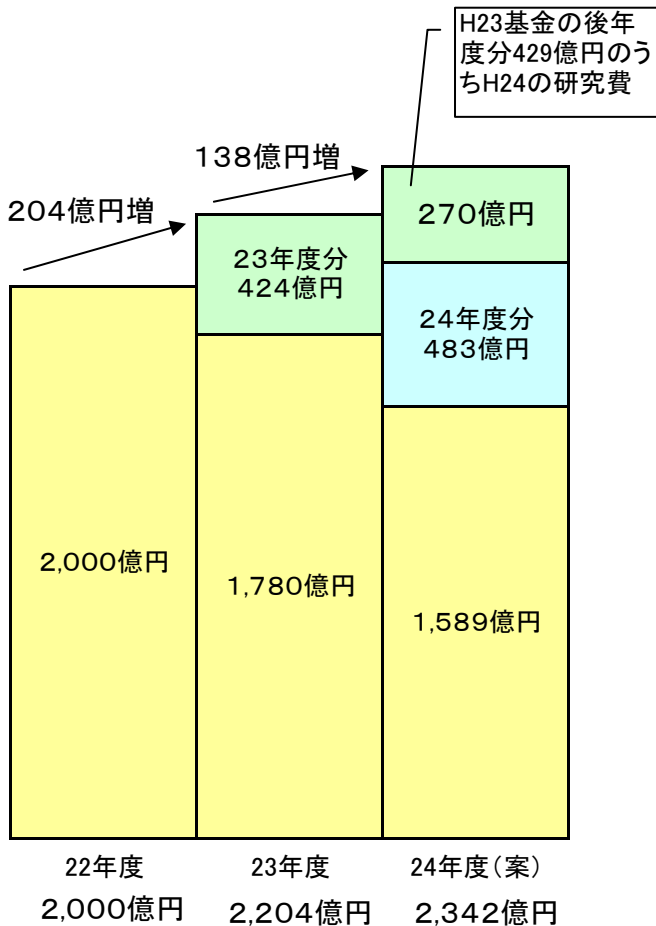 H23基金の後年
度分429億円のう
ちH24の研究費
138億円増
204億円増
270億円
23年度分
424億円
24年度分
483億円
2,000億円
1,780億円
1,589億円
22年度
23年度
24年度(案)
2,000億円
2,204億円
2,342億円